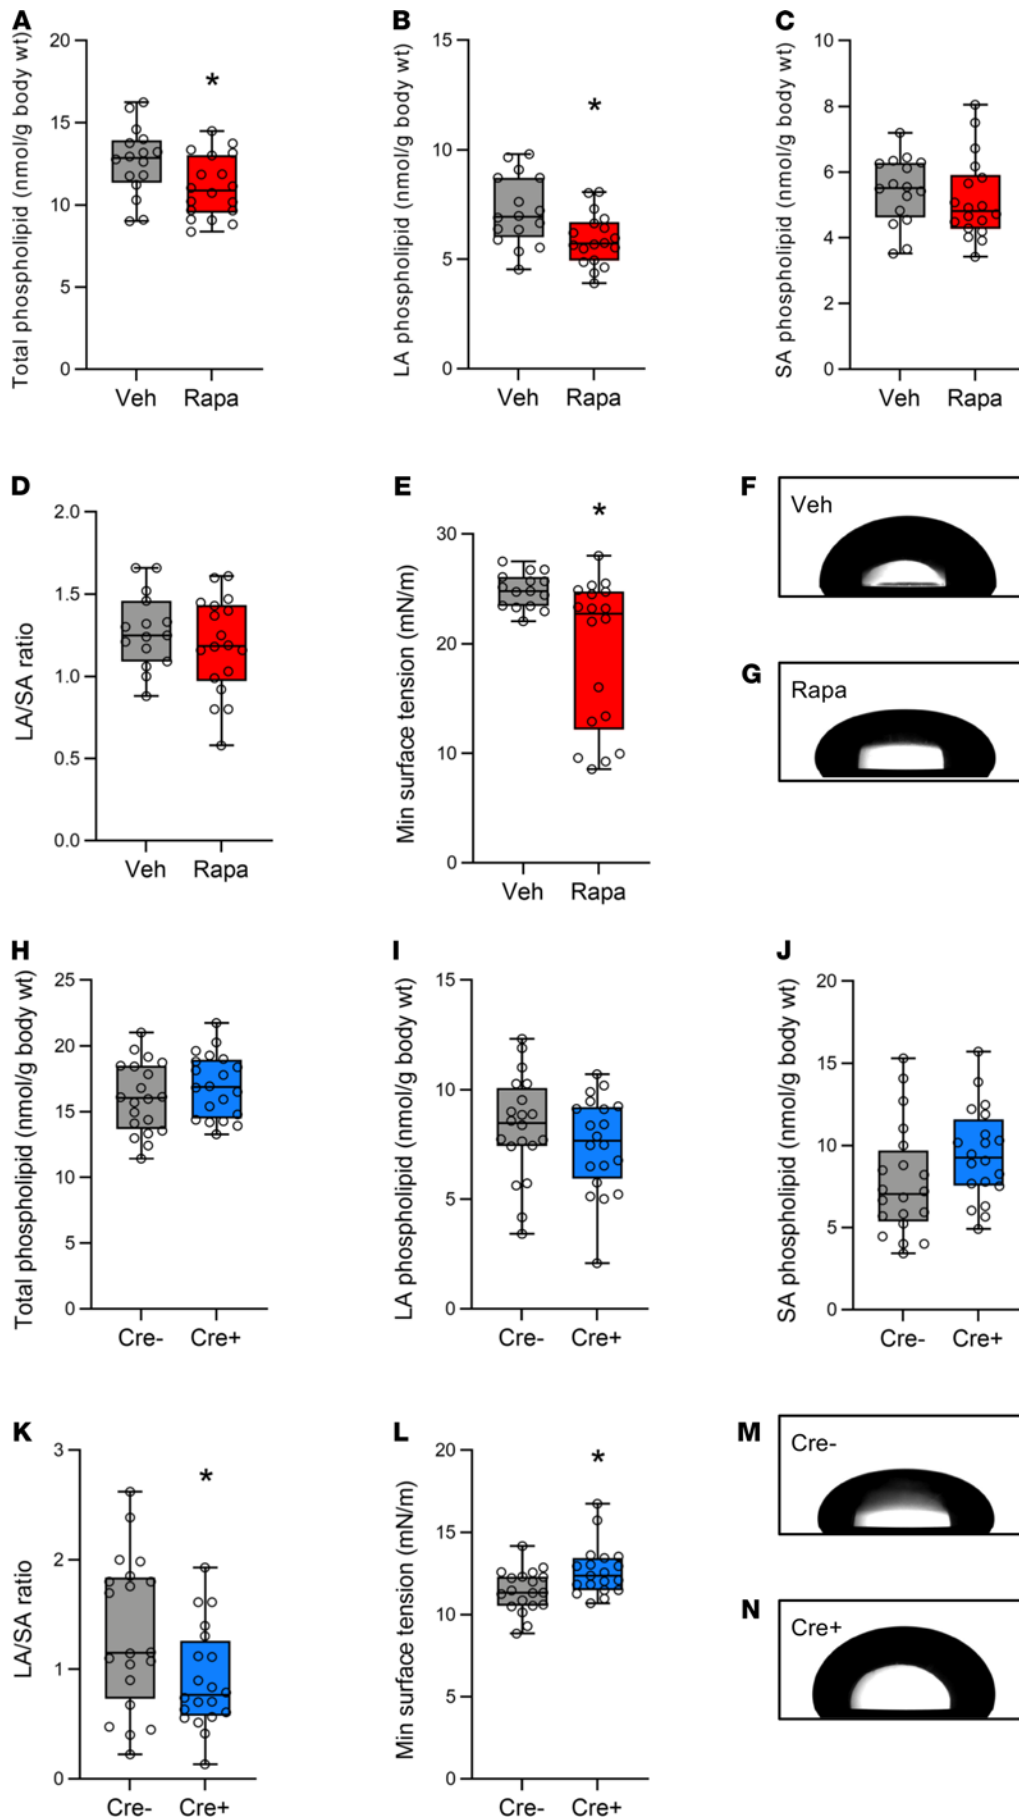 A
Total phospholipid (nmol/g body wt)
20
15
10
5
0
*
Veh
Rapa
B
LA phospholipid (nmol/g body wt)
15
10
5
0
*
Veh
Rapa
C
SA phospholipid (nmol/g body wt)
10
8
6
4
2
0
Veh
Rapa
D
LA/SA ratio
2.0
1.5
1.0
0.5
0.0
Veh
Rapa
E
Min surface tension (mN/m)
30
20
10
0
*
Veh
Rapa
F
Veh
G
Rapa
H
Total phospholipid (nmol/g body wt)
25
20
15
10
5
0
Cre-
Cre+
I
LA phospholipid (nmol/g body wt)
15
10
5
0
Cre-
Cre+
J
SA phospholipid (nmol/g body wt)
20
15
10
5
0
Cre-
Cre+
K
LA/SA ratio
3
2
1
0
*
Cre-
Cre+
L
Min surface tension (mN/m)
20
15
10
5
0
*
Cre-
Cre+
M
Cre-
N
Cre+